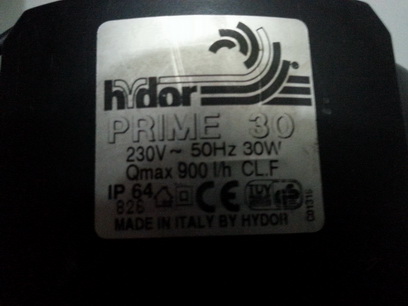 hydor
PRIME 30
230V~ 50Hz 30W
Qmax 900 l/h CL.F
IP 64
826
MADE IN ITALY BY HYDOR